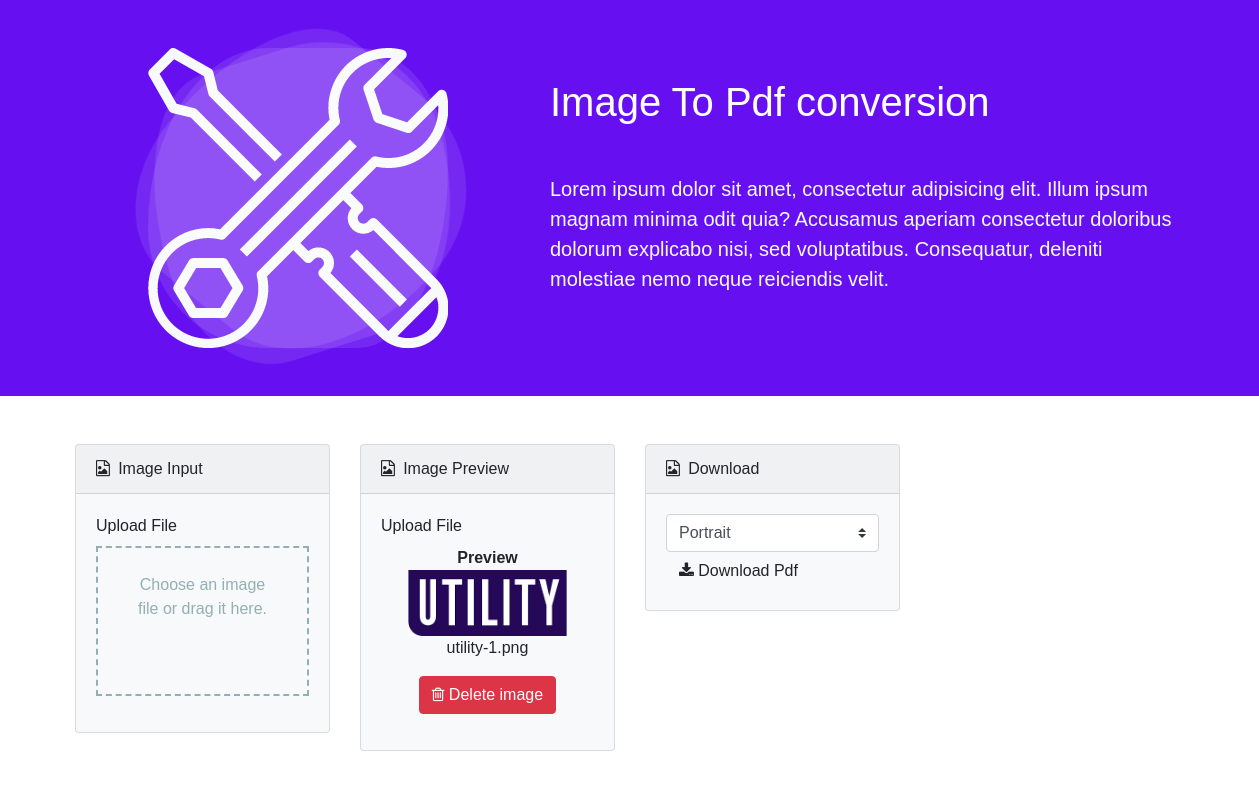 Image To Pdf conversion
Lorem ipsum dolor sit amet, consectetur adipisicing elit. Illum ipsum
magnam minima odit quia? Accusamus aperiam consectetur doloribus
dolorum explicabo nisi, sed voluptatibus. Consequatur, deleniti
molestiae nemo neque reiciendis velit.
Image Input
Upload File
Choose an image
file or drag it here.
Image Preview
Upload File
Preview
UTILITY
utility-1.png
Delete image
Download
Portrait
Download Pdf